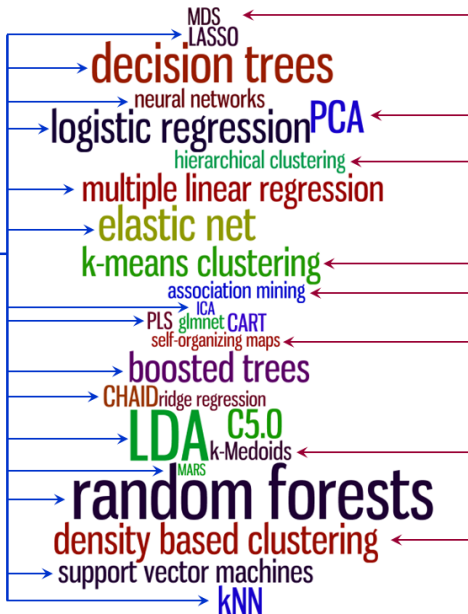 MDS
LASSO
decision trees
neural networks
logistic regression PCA
hierarchical clustering
multiple linear regression
elastic net
k-means clustering
association mining
ICA
PLS glmnet CART
self-organizing maps
boosted trees
CHAID ridge regression
LDA C5.0
k-Medoids
MARS
random forests
density based clustering
support vector machines
kNN